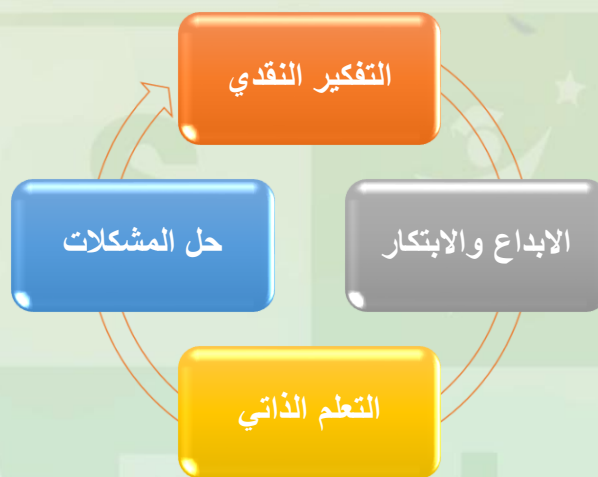 التفكير النقدي
الابداع والابتكار
التعلم الذاتي
حل المشكلات